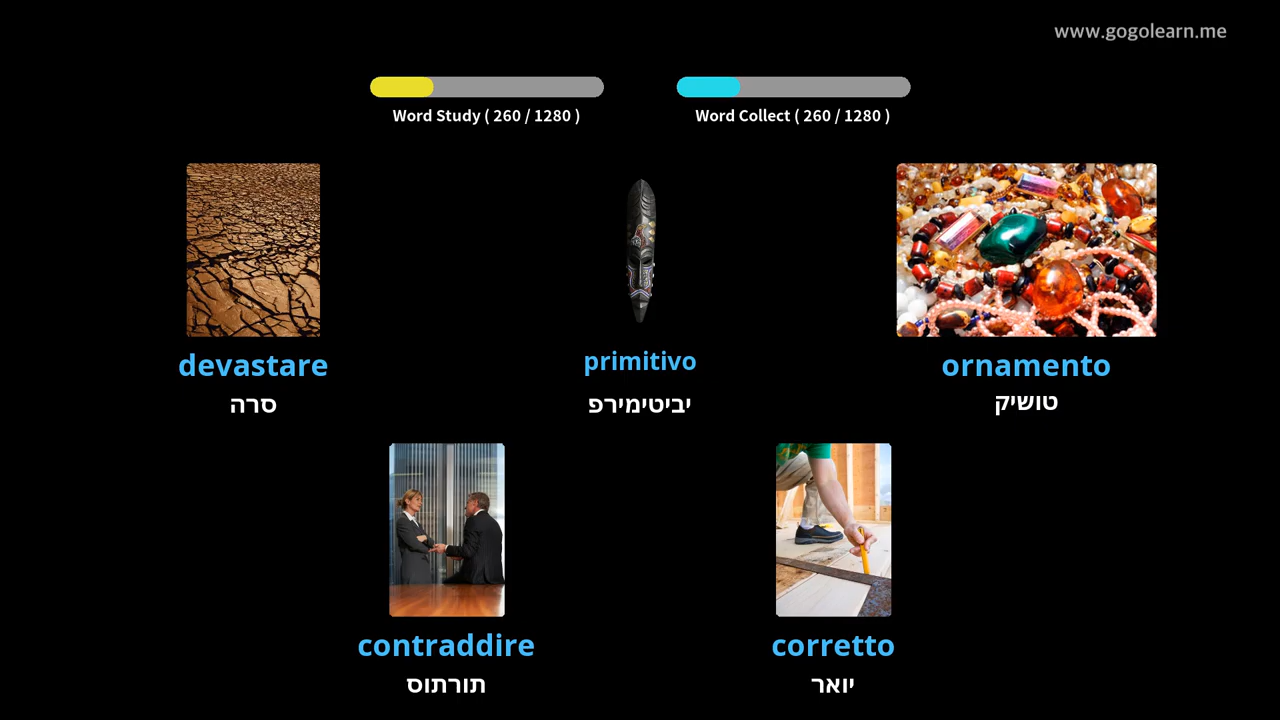 www.gogolearn.me
Word Study ( 260 / 1280 )
Word Collect ( 260 / 1280 )
devastare
סרה
primitivo
יביטימירפ
ornamento
טושיק
contraddire
תורתוס
corretto
יואר